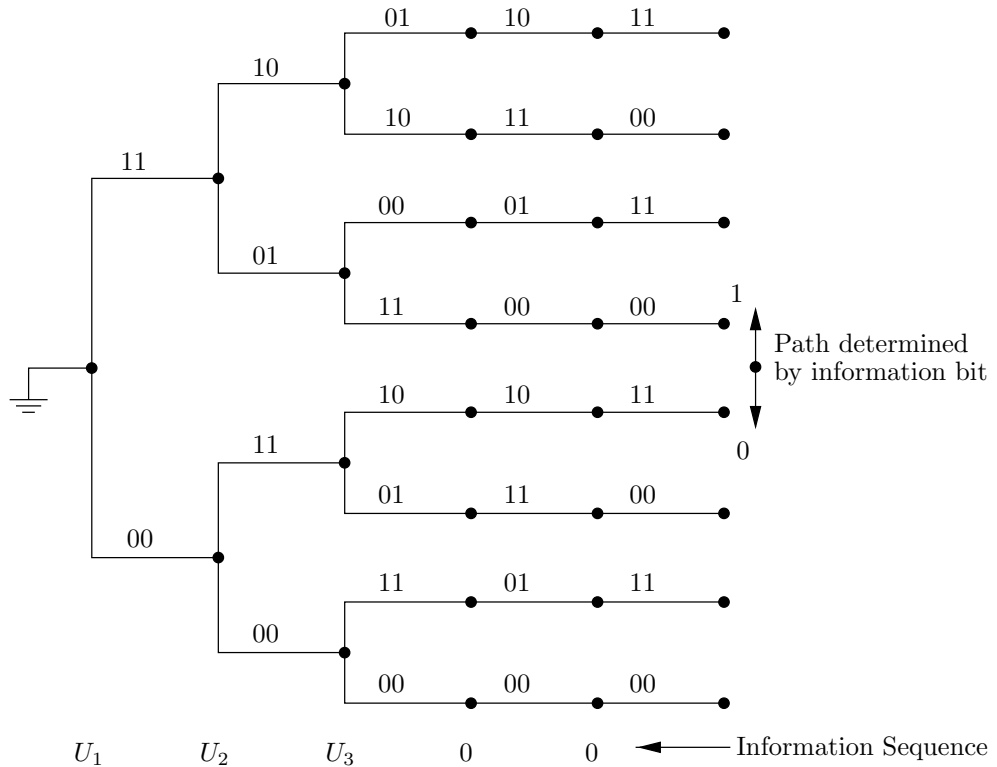 01 10 11
10
10 11 00
11
00 01 11
01
1
11 00 00
Path determined
by information bit
10 10 11
0
11
01 11 00
00
11 01 11
00
00 00 00
U1 U2 U3 0 0 Information Sequence